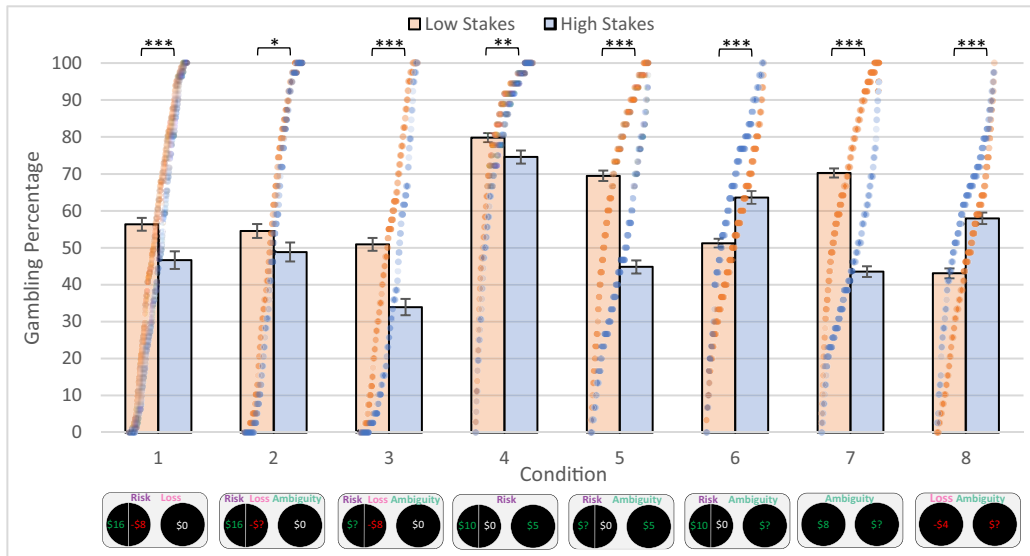 Low Stakes High Stakes
*** * *** ** *** *** *** ***
Gambling Percentage
100
90
80
70
60
50
40
30
20
10
0
1 2 3 4 5 6 7 8
Condition
Risk Loss
$16 -$8 $0
Risk Loss Ambiguity
$16 -$? $0
Risk Loss Ambiguity
$? -$8 $0
Risk
$10 $0 $5
Risk Ambiguity
$? $0 $5
Risk Ambiguity
$10 $0 $?
Ambiguity
$8 $?
Loss Ambiguity
-$4 $?